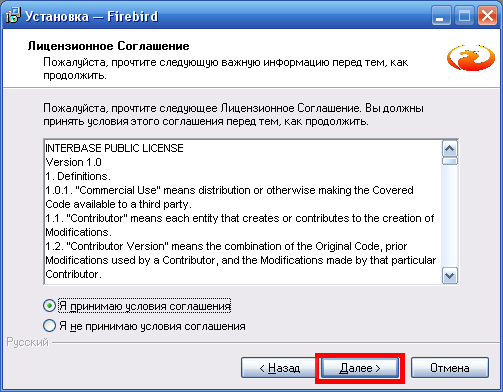 Установка — Firebird
Лицензионное Соглашение
Пожалуйста, прочтите следующую важную информацию перед тем, как
продолжить.
Пожалуйста, прочтите следующее Лицензионное Соглашение. Вы должны
принять условия этого соглашения перед тем, как продолжить.
INTERBASE PUBLIC LICENSE
Version 1.0
1. Definitions.
1.0.1. "Commercial Use" means distribution or otherwise making the Covered
Code available to a third party.
1.1. "Contributor" means each entity that creates or contributes to the creation of
Modifications.
1.2. "Contributor Version" means the combination of the Original Code, prior
Modifications used by a Contributor, and the Modifications made by that particular
Contributor.
Я принимаю условия соглашения
Я не принимаю условия соглашения
Русский
< Назад
Далее >
Отмена